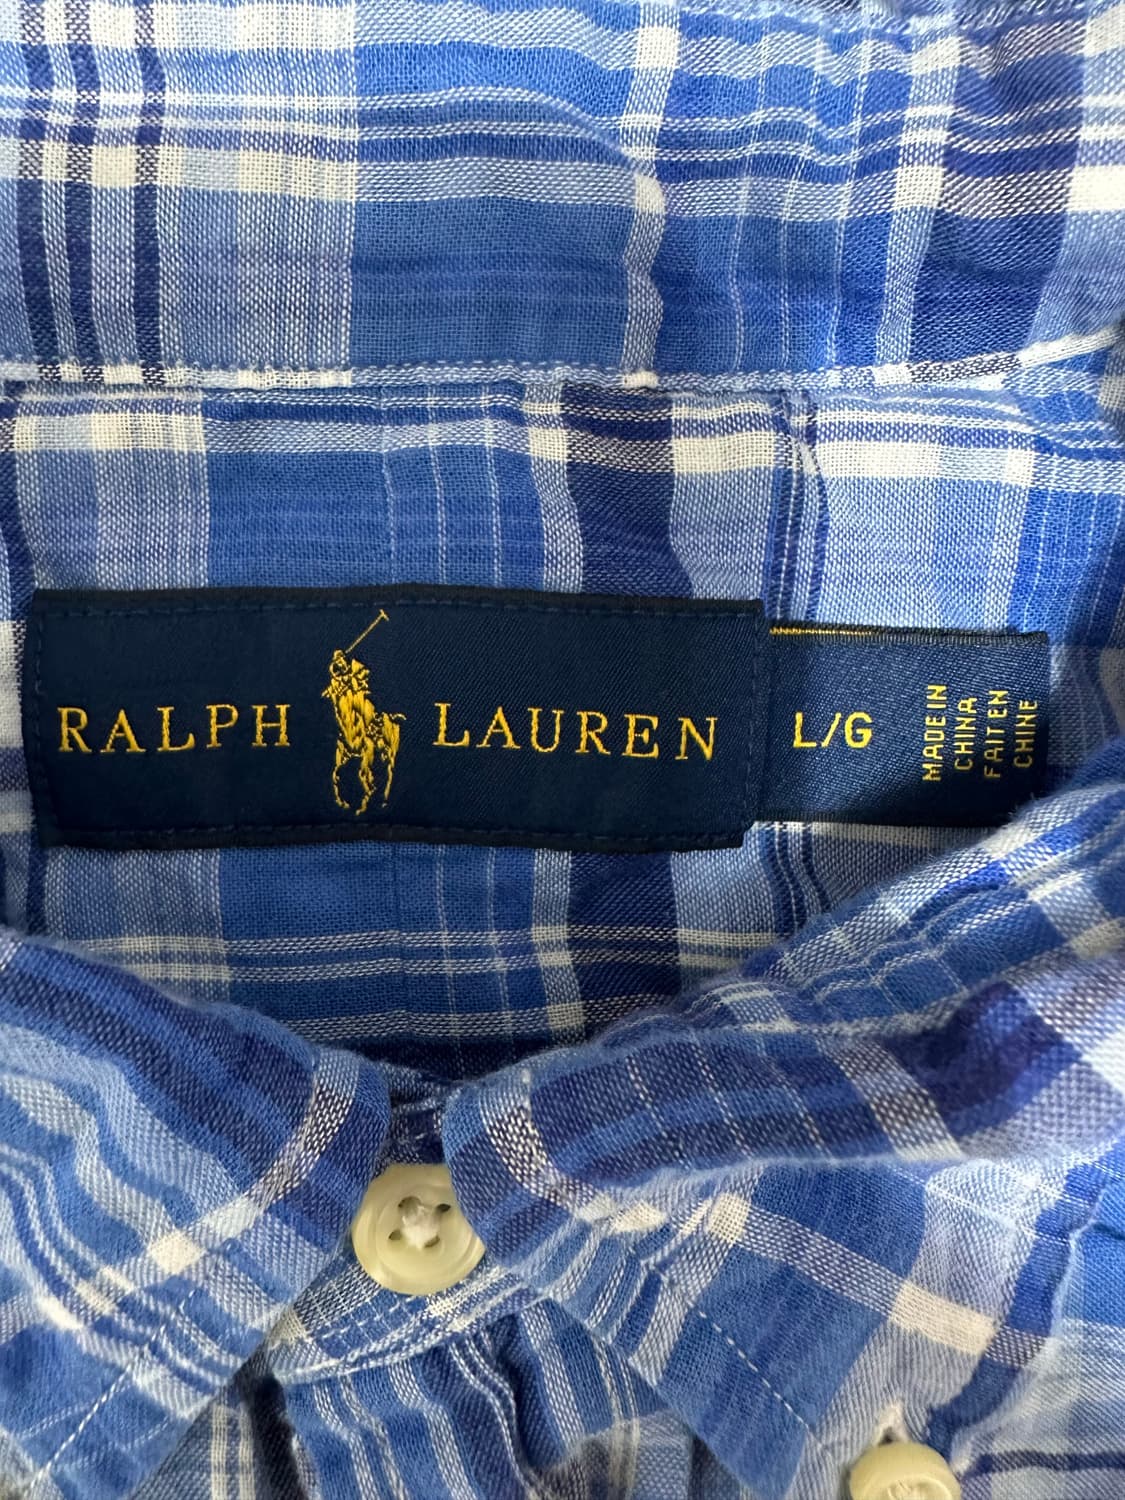 RALPH LAUREN
L/G
MADE IN
CHINA
FAIT EN
CHINE